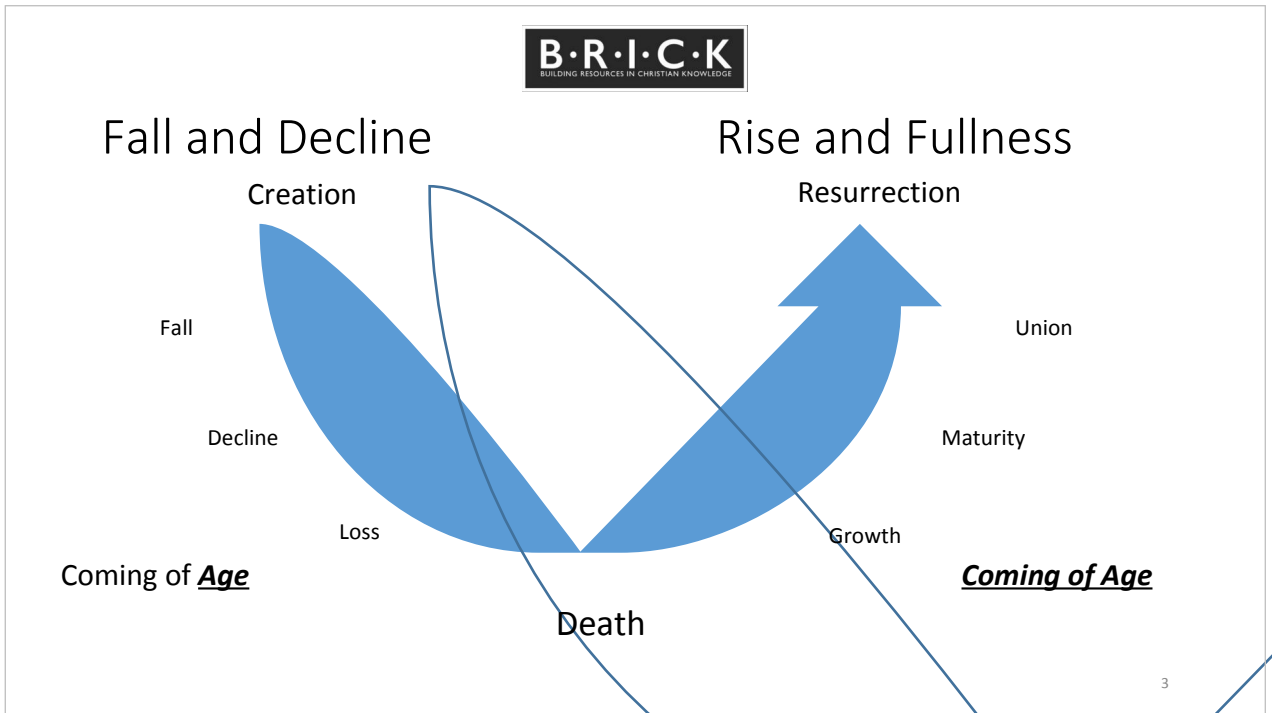 B·R·I·C·K
BUILDING RESOURCES IN CHRISTIAN KNOWLEDGE
Fall and Decline
Rise and Fullness
Creation
Resurrection
Fall
Union
Decline
Maturity
Loss
Growth
Coming of Age
Coming of Age
Death
3